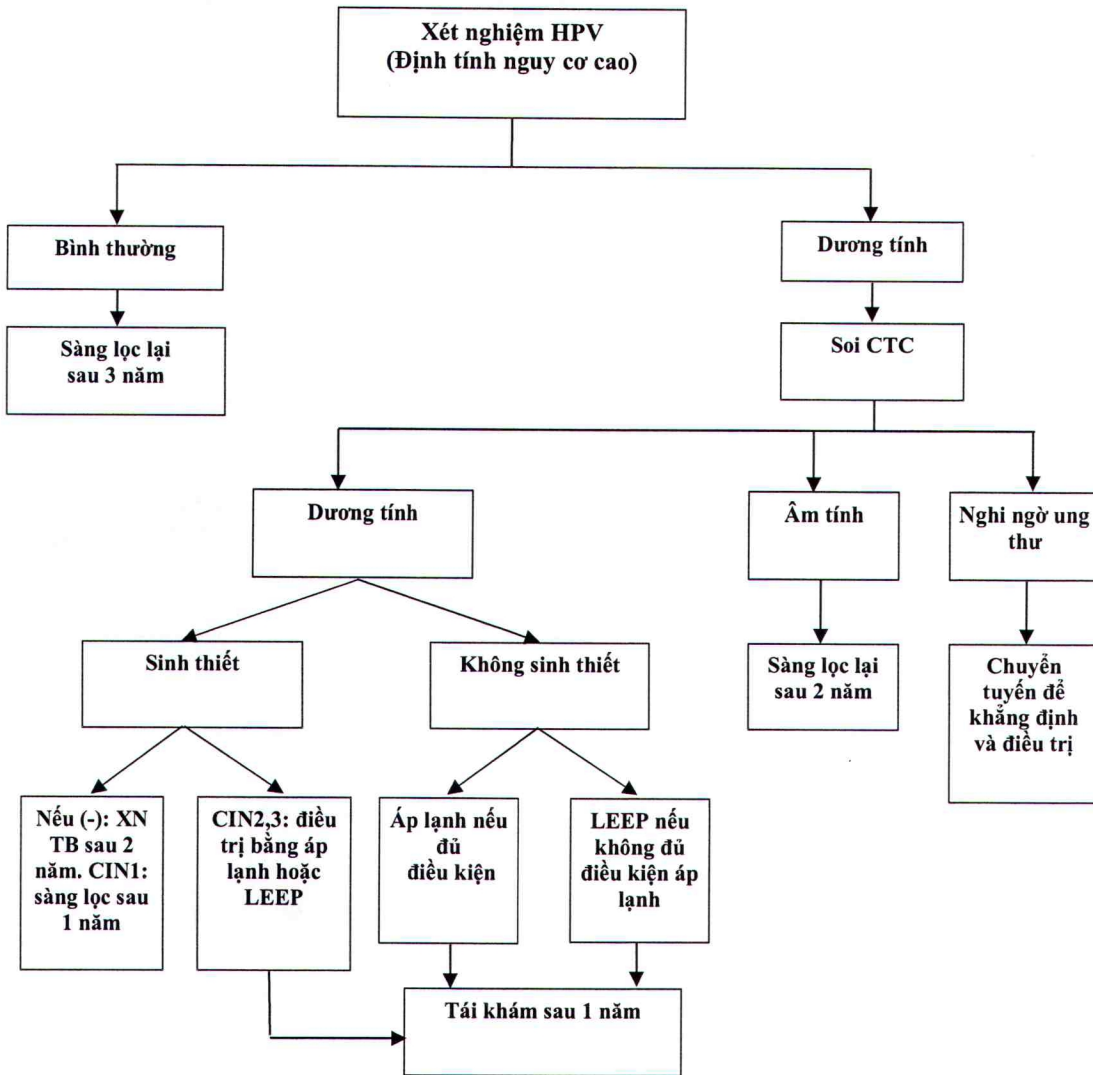 Xét nghiệm HPV
(Định tính nguy cơ cao)
Bình thường
Dương tính
Sàng lọc lại
sau 3 năm
Soi CTC
Dương tính
Âm tính
Nghi ngờ ung
thư
Sinh thiết
Không sinh thiết
Sàng lọc lại
sau 2 năm
Chuyển
tuyến để
khẳng định
và điều trị
Nếu (-): XN
TB sau 2
năm. CIN1:
sàng lọc sau
1 năm
CIN2,3: điều
trị bằng áp
lạnh hoặc
LEEP
Áp lạnh nếu
đủ
điều kiện
LEEP nếu
không đủ
điều kiện áp
lạnh
Tái khám sau 1 năm